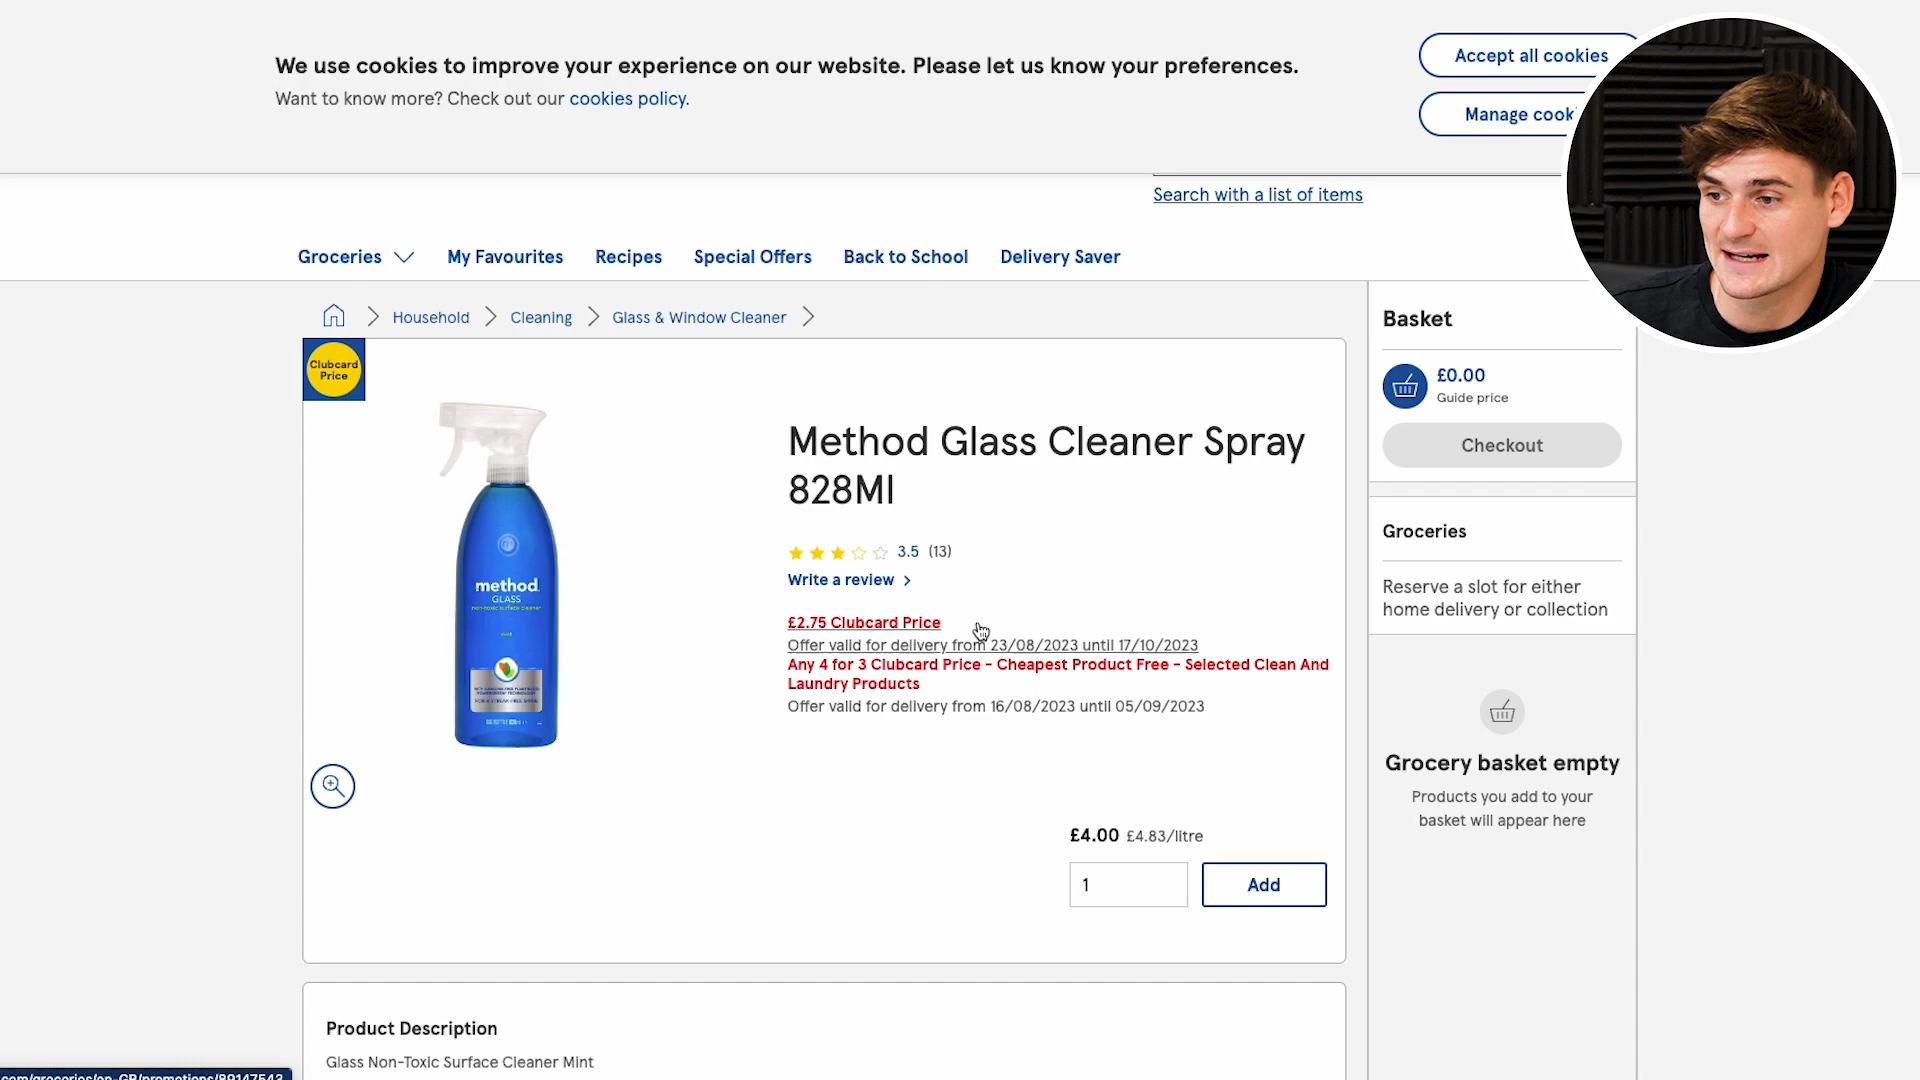 We use cookies to improve your experience on our website. Please let us know your preferences.
Want to know more? Check out our cookies policy.
Accept all cookies
Manage
Search with a list of items
Groceries
My Favourites
Recipes
Special Offers
Back to School
Delivery Saver
Household
Cleaning
Glass & Window Cleaner
Clubcard
Price
method.
GLASS
non-toxic surface cleaner
Method Glass Cleaner Spray
828Ml
3.5 (13)
Write a review
£2.75 Clubcard Price
Offer valid for delivery from 23/08/2023 until 17/10/2023
Any 4 for 3 Clubcard Price - Cheapest Product Free - Selected Clean And
Laundry Products
Offer valid for delivery from 16/08/2023 until 05/09/2023
£4.00 £4.83/litre
1
Add
Basket
£0.00
Guide price
Checkout
Groceries
Reserve a slot for either
home delivery or collection
Grocery basket empty
Products you add to your
basket will appear here
Product Description
Glass Non-Toxic Surface Cleaner Mint